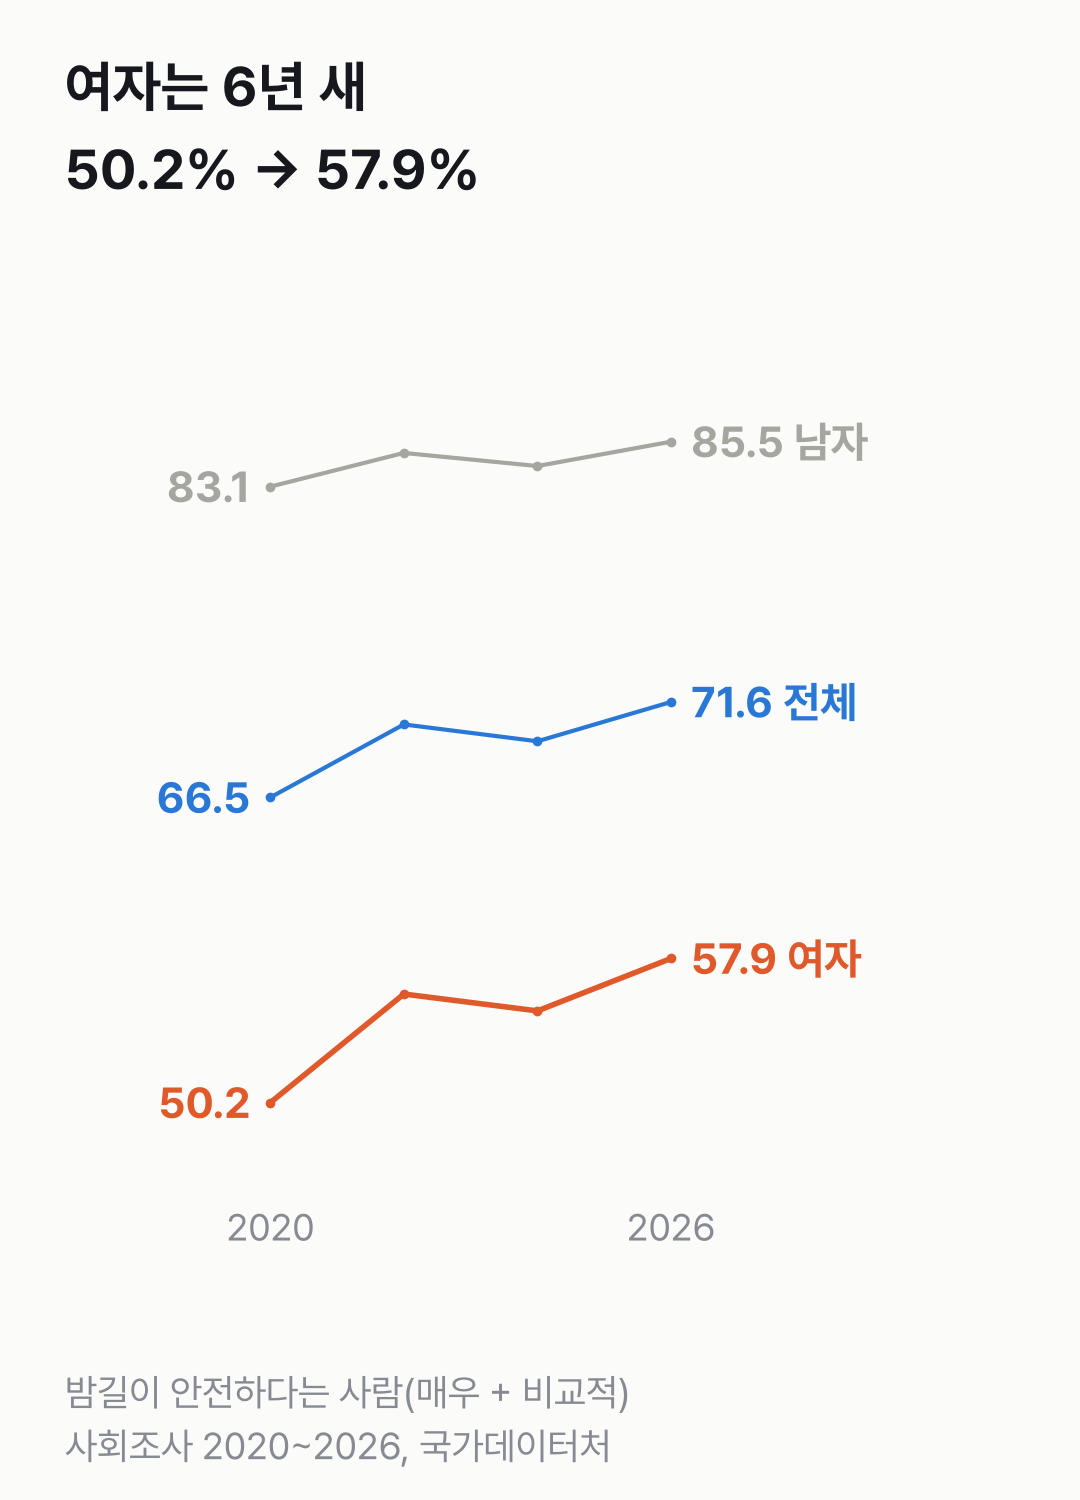 여자는 6년 새
50.2% → 57.9%
85.5 남자
83.1
71.6 전체
66.5
57.9 여자
50.2
2020 2026
밤길이 안전하다는 사람(매우 + 비교적)
사회조사 2020~2026, 국가데이터처